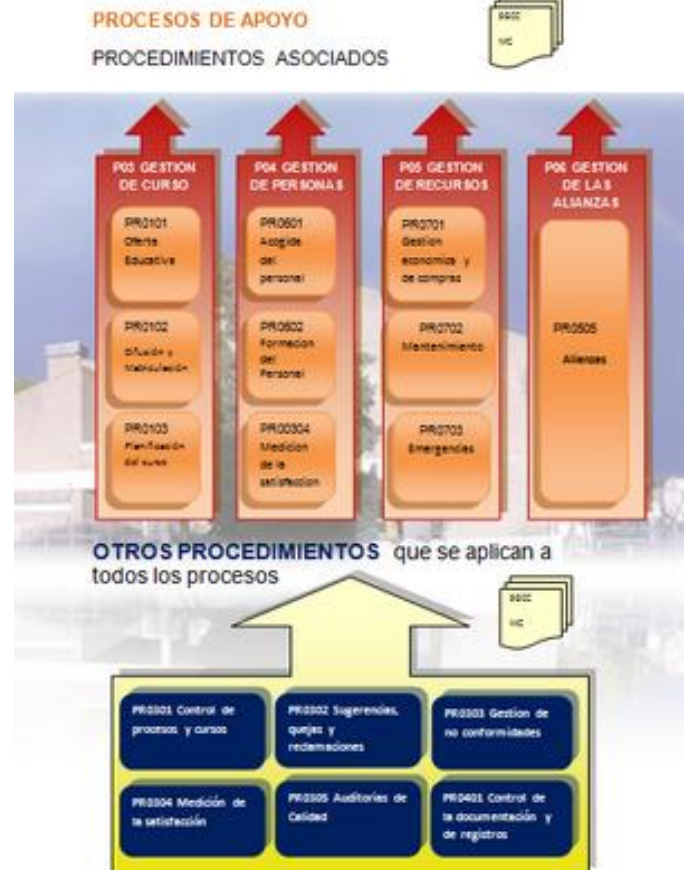 PROCESOS DE APOYO
PROCEDIMIENTOS ASOCIADOS
P03 GESTION
DE CURSO
PR0101
Oferta
Educativa
PR0102
Difusión y
Matriculación
PR0103
Planificación
del curso
P04 GESTION
DE PERSONAS
PR0601
Acogida
del
personal
PR0602
Formacion
del
Personal
PR00304
Medicion
de la
satisfaccion
P05 GESTION
DE RECURSOS
PR0701
Gestion
economica y
de compras
PR0702
Mantenimiento
PR0703
Emergencias
P06 GESTION
DE LAS
ALIANZAS
PR0505
Alianzas
OTROS PROCEDIMIENTOS que se aplican a
todos los procesos
PR0301 Control de
procesos y cursos
PR0302 Sugerencias,
quejas y
reclamaciones
PR0303 Gestion de
no conformidades
PR0304 Medición de
la satisfacción
PR0305 Auditorias de
Calidad
PR0401 Control de
la documentación y
de registros